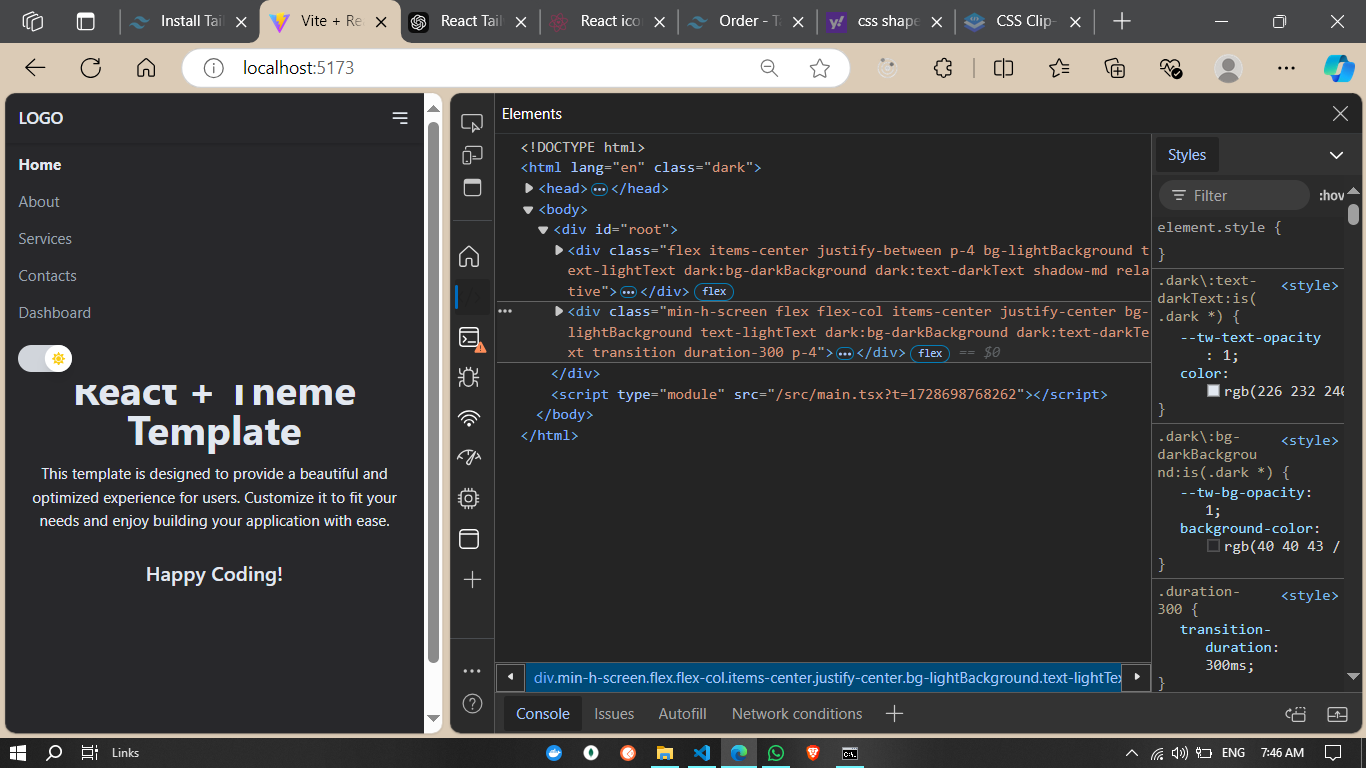 Install Tail
Vite + Re
React Tail
React ico
Order - Ta
css shape
CSS Clip-
localhost:5173
LOGO
Home
About
Services
Contacts
Dashboard
React + Theme
Template
This template is designed to provide a beautiful and
optimized experience for users. Customize it to fit your
needs and enjoy building your application with ease.
Happy Coding!
Elements
<!DOCTYPE html>
<html lang="en" class="dark">
<head> ••• </head>
<body>
<div id="root">
<div class="flex items-center justify-between p-4 bg-lightBackground t
ext-lightText dark:bg-darkBackground dark:text-darkText shadow-md rela
tive"> ••• </div> flex
••• <div class="min-h-screen flex flex-col items-center justify-center bg-
lightBackground text-lightText dark:bg-darkBackground dark:text-darkTe
xt transition duration-300 p-4"> ••• </div> flex == $0
</div>
<script type="module" src="/src/main.tsx?t=1728698768262"></script>
</body>
</html>
div.min-h-screen.flex.flex-col.items-center.justify-center.bg-lightBackground.text-lightTex
Styles
Filter
:hov
element.style {
}
.dark\:text- <style>
darkText:is(
.dark *) {
--tw-text-opacity
: 1;
color:
rgb(226 232 240
}
.dark\:bg- <style>
darkBackgrou
nd:is(.dark *) {
--tw-bg-opacity:
1;
background-color:
rgb(40 40 43 /
}
.duration- <style>
300 {
transition-
duration:
300ms;
}
Console Issues Autofill Network conditions
Links
ENG
7:46 AM